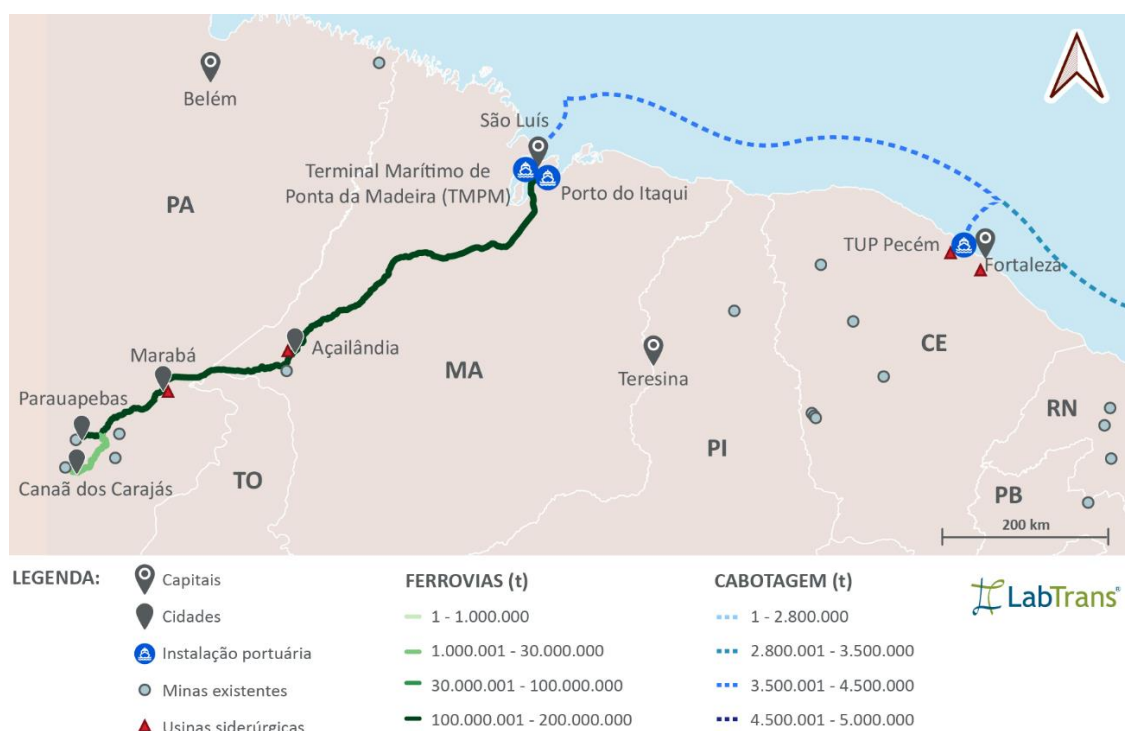 Belém
São Luís
Terminal Marítimo de
Ponta da Madeira (TMPM)
Porto do Itaqui
PA
TUP Pecém
Fortaleza
Açailândia
CE
Marabá
MA
Teresina
Parauapebas
RN
PI
Canaã dos Carajás
TO
PB
200 km
LEGENDA:
Capitais
Cidades
Instalação portuária
Minas existentes
Usinas siderúrgicas
FERROVIAS (t)
1 - 1.000.000
1.000.001 - 30.000.000
30.000.001 - 100.000.000
100.000.001 - 200.000.000
CABOTAGEM (t)
1 - 2.800.000
2.800.001 - 3.500.000
3.500.001 - 4.500.000
4.500.001 - 5.000.000
LabTrans®